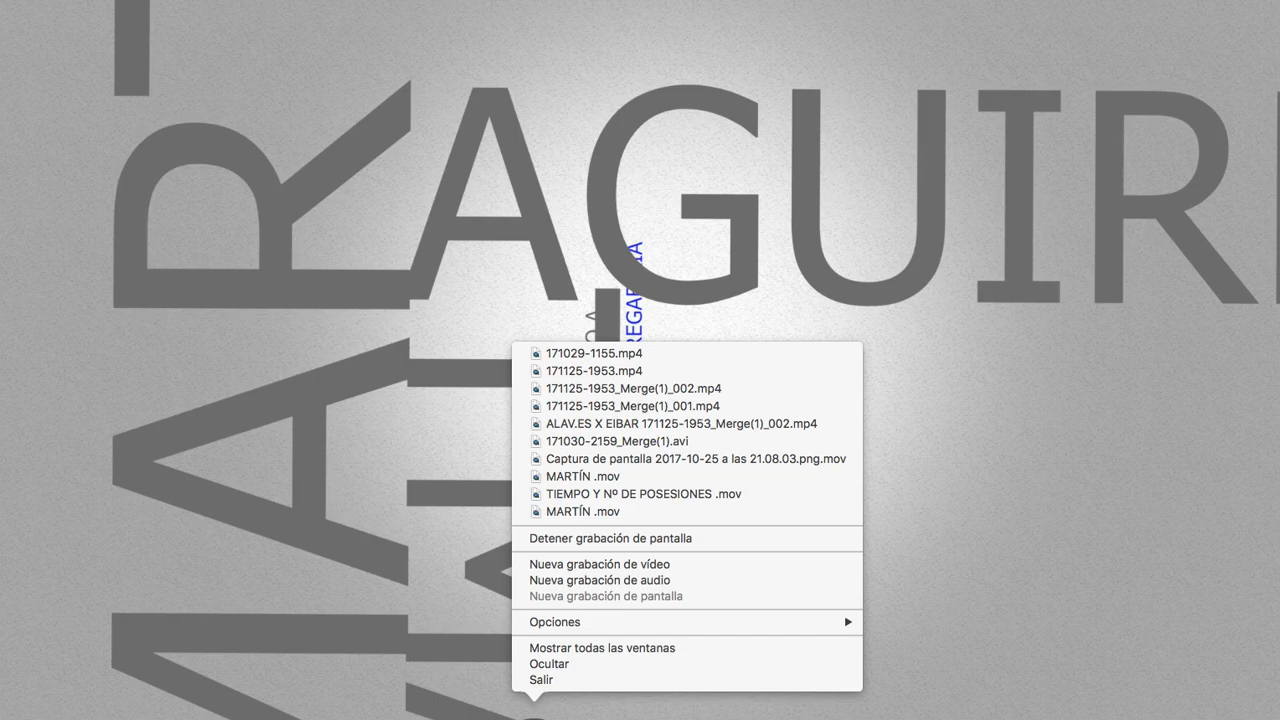 171029-1155.mp4
171125-1953.mp4
171125-1953_Merge(1)_002.mp4
171125-1953_Merge(1)_001.mp4
ALAV.ES X EIBAR 171125-1953_Merge(1)_002.mp4
171030-2159_Merge(1).avi
Captura de pantalla 2017-10-25 a las 21.08.03.png.mov
MARTÍN .mov
TIEMPO Y Nº DE POSESIONES .mov
MARTÍN .mov
Detener grabación de pantalla
Nueva grabación de vídeo
Nueva grabación de audio
Nueva grabación de pantalla
Opciones
Mostrar todas las ventanas
Ocultar
Salir